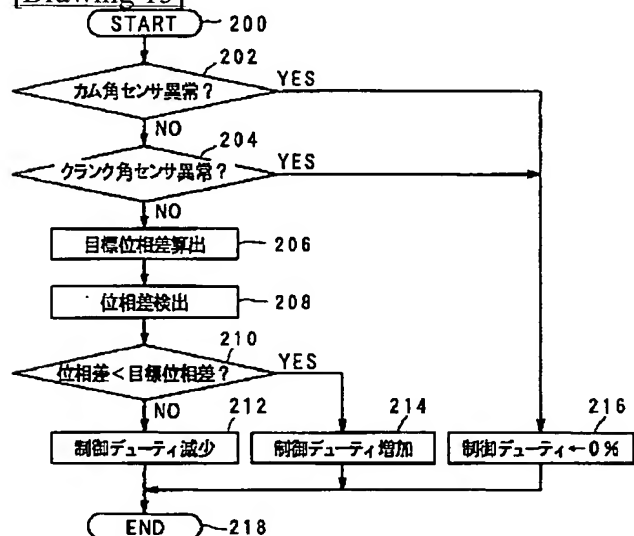 [Drawing 15]
START 200
202
カム角センサ異常? YES
NO
204
クランク角センサ異常? YES
NO
目標位相差算出 206
位相差検出 208
210
位相差<目標位相差? YES
NO 212 214 216
制御デューティ減少 制御デューティ増加 制御デューティ←0%
END 218